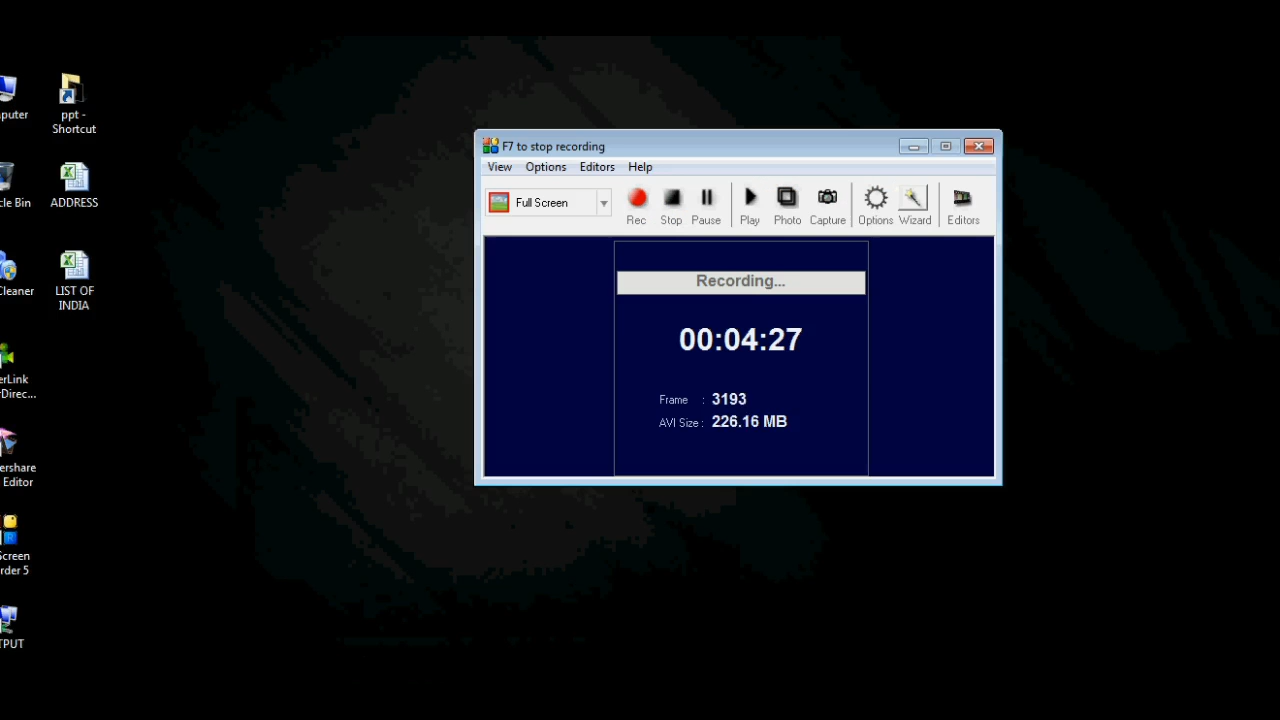 puter
ppt -
Shortcut
cle Bin
ADDRESS
Cleaner
LIST OF
INDIA
erLink
rDirec...
ershare
Editor
Screen
rder 5
TPUT
F7 to stop recording
View Options Editors Help
Full Screen
Rec Stop Pause Play Photo Capture Options Wizard Editors
Recording...
00:04:27
Frame : 3193
AVI Size : 226.16 MB